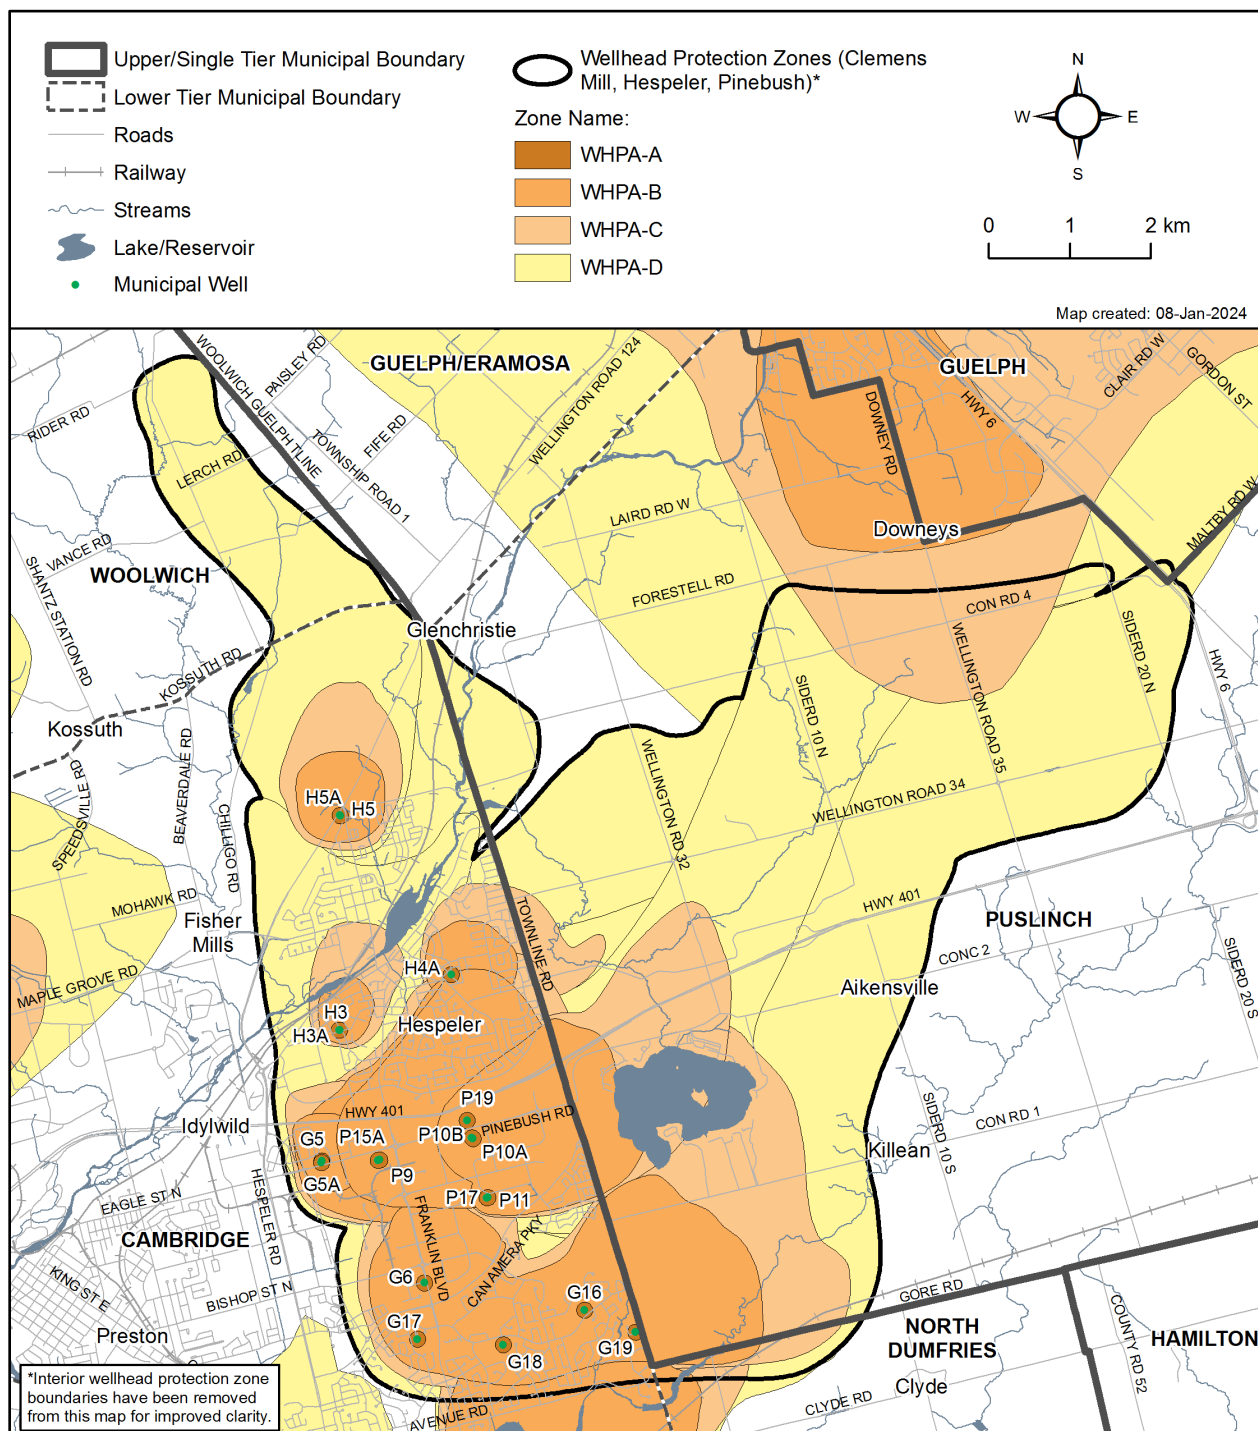 Upper/Single Tier Municipal Boundary
Lower Tier Municipal Boundary
Roads
Railway
Streams
Lake/Reservoir
Municipal Well
Wellhead Protection Zones (Clemens
Mill, Hespeler, Pinebush)*
Zone Name:
WHPA-A
WHPA-B
WHPA-C
WHPA-D
N
W
E
S
0 1 2 km
Map created: 08-Jan-2024
WOOLWICH GUELPH TLINE
PAISLEY RD
GUELPH/ERAMOSA
WELLINGTON ROAD 124
GUELPH
CLAIR RD W
GORDON ST
HWY 6
DOWNEY RD
RIDER RD
FIFE RD
TOWNSHIP ROAD 1
LERCH RD
LAIRD RD W
Downeys
MALTBY RD W
VANCE RD
SHANTZ STATION RD
WOOLWICH
FORESTELL RD
CON RD 4
Glenchristie
WELLINGTON ROAD 35
SIDERD 20 N
HWY 6
KOSSUTH RD
SIDERD 10 N
Kossuth
BEAVERDALE RD
SPEEDSVILLE RD
CHILLIGO RD
WELLINGTON RD 32
WELLINGTON ROAD 34
H5A
H5
MOHAWK RD
Fisher
Mills
TOWNLINE RD
HWY 401
PUSLINCH
CONC 2
SIDERD 20 S
MAPLE GROVE RD
H4A
Aikensville
H3
H3A
Hespeler
P19
HWY 401
PINEBUSH RD
Idylwild
G5
P15A
P10B
P10A
SIDERD 10 S
CON RD 1
Killean
G5A
P9
P17
P11
EAGLE ST N
HESPELER RD
FRANKLIN BLVD
CAN AMERA PKY
CAMBRIDGE
G6
KING ST E
BISHOP ST N
G16
GORE RD
COUNTY RD 52
Preston
G17
G18
G19
NORTH
DUMFRIES
HAMILTON
Clyde
CLYDE RD
AVENUE RD
*Interior wellhead protection zone
boundaries have been removed
from this map for improved clarity.